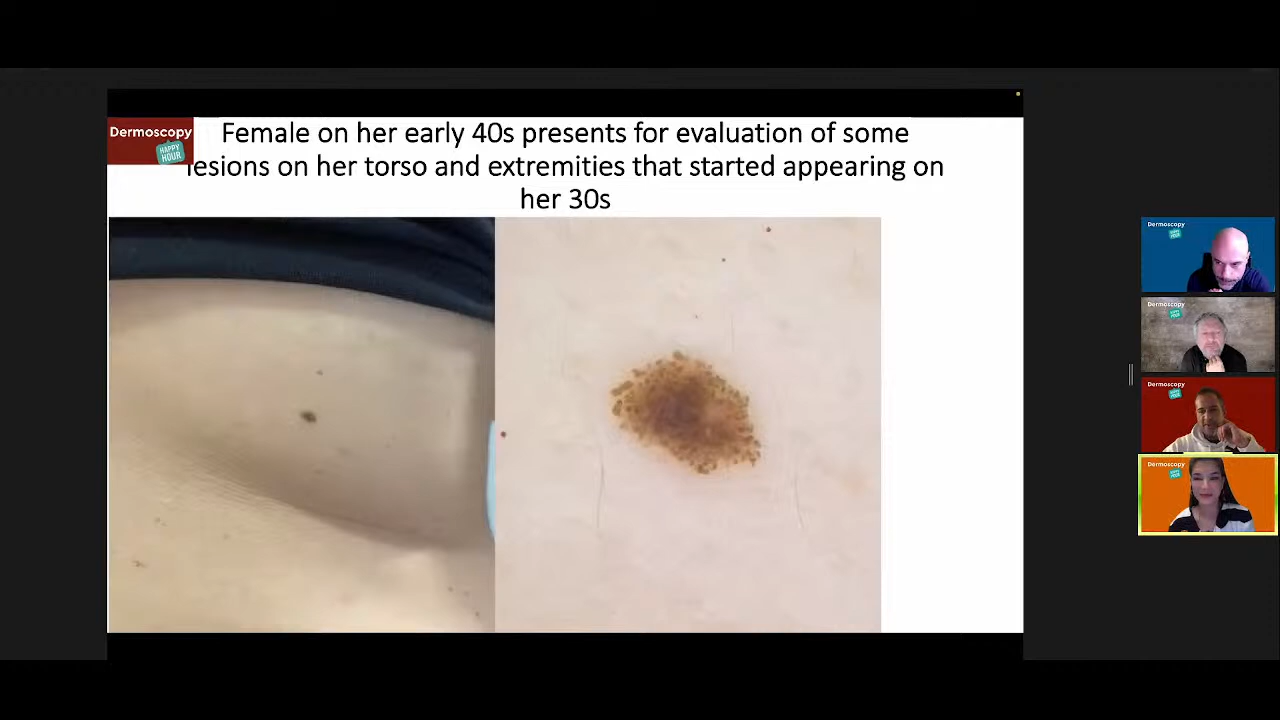 Dermoscopy
HAPPY
HOUR
Female on her early 40s presents for evaluation of some
lesions on her torso and extremities that started appearing on
her 30s
Dermoscopy
Dermoscopy
Dermoscopy
Dermoscopy